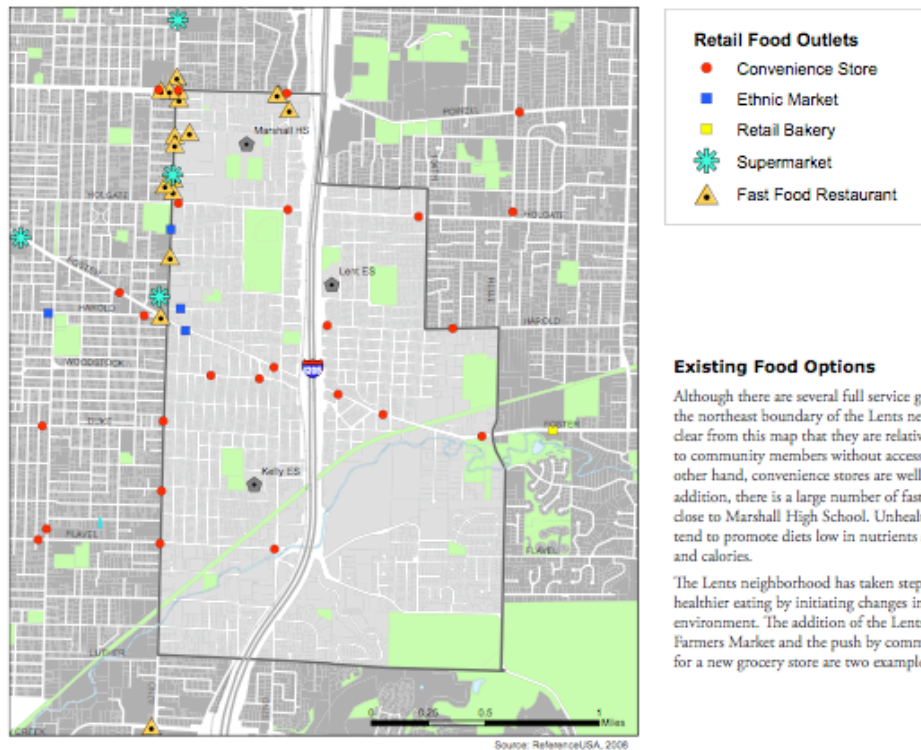 Retail Food Outlets
Convenience Store
Ethnic Market
Retail Bakery
Supermarket
Fast Food Restaurant
POWELL
Marshall HS
HOLGATE
HOLGATE
FOSTER
Lent ES
HAROLD
HAROLD
WOODSTOCK
DUKE
FOSTER
Kelly ES
FLAVEL
FLAVEL
LUTHER
CREEK
0 0.25 0.5 1
Miles
Source: ReferenceUSA, 2006
Existing Food Options
Although there are several full service g
the northeast boundary of the Lents ne
clear from this map that they are relativ
to community members without access
other hand, convenience stores are well
addition, there is a large number of fast
close to Marshall High School. Unhealt
tend to promote diets low in nutrients
and calories.
The Lents neighborhood has taken step
healthier eating by initiating changes in
environment. The addition of the Lents
Farmers Market and the push by comm
for a new grocery store are two example